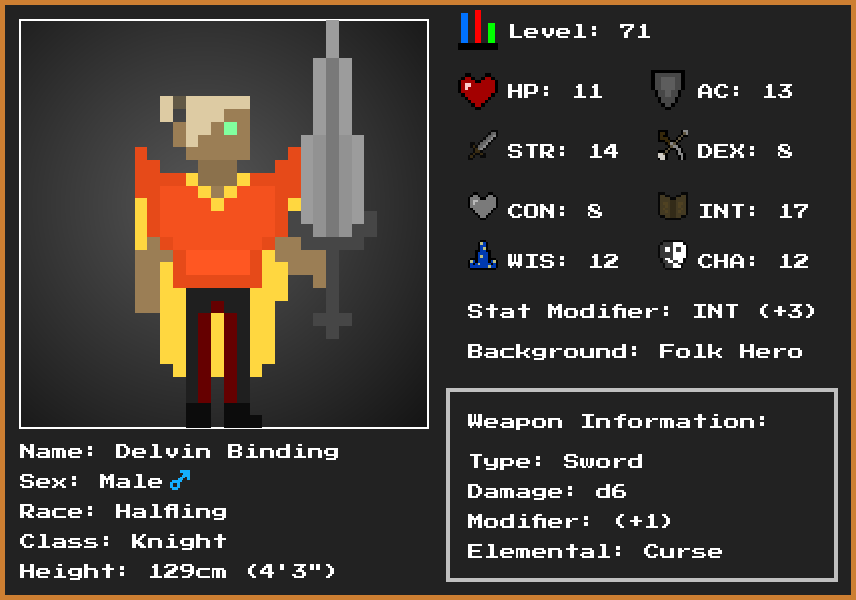 Level: 71
HP: 11 AC: 13
STR: 14 DEX: 8
CON: 8 INT: 17
WIS: 12 CHA: 12
Stat Modifier: INT (+3)
Background: Folk Hero
Weapon Information:
Type: Sword
Damage: d6
Modifier: (+1)
Elemental: Curse
Name: Delvin Binding
Sex: Male♂
Race: Halfling
Class: Knight
Height: 129cm (4'3")